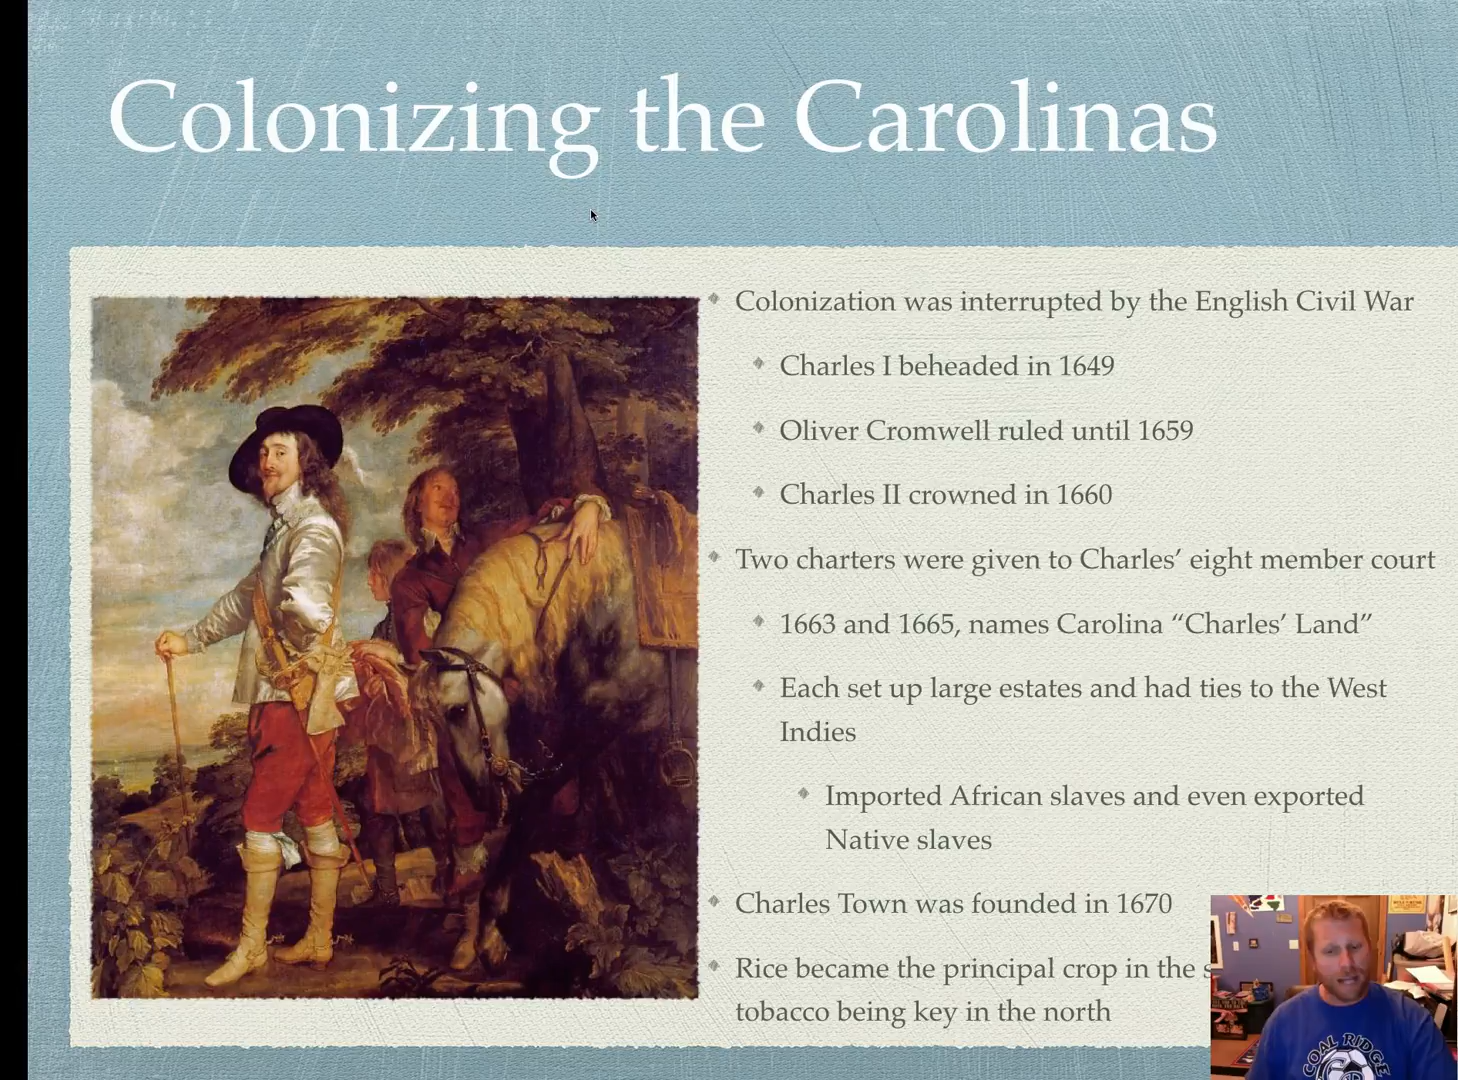 Colonizing the Carolinas
Colonization was interrupted by the English Civil War
Charles I beheaded in 1649
Oliver Cromwell ruled until 1659
Charles II crowned in 1660
Two charters were given to Charles’ eight member court
1663 and 1665, names Carolina “Charles’ Land”
Each set up large estates and had ties to the West
Indies
Imported African slaves and even exported
Native slaves
Charles Town was founded in 1670
Rice became the principal crop in the
tobacco being key in the north
COAL RIDGE